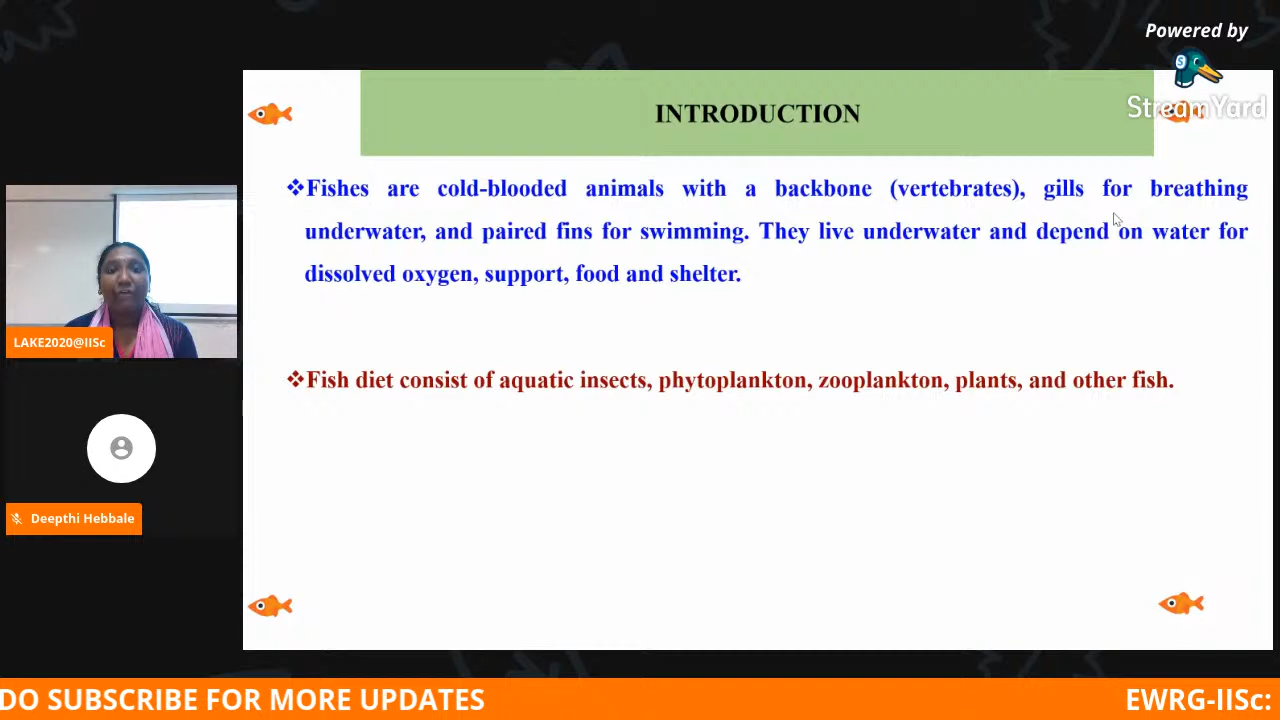 Powered by
StreamYard
INTRODUCTION
❖Fishes are cold-blooded animals with a backbone (vertebrates), gills for breathing
underwater, and paired fins for swimming. They live underwater and depend on water for
dissolved oxygen, support, food and shelter.
❖Fish diet consist of aquatic insects, phytoplankton, zooplankton, plants, and other fish.
LAKE2020@IISc
Deepthi Hebbale
DO SUBSCRIBE FOR MORE UPDATES
EWRG-IISc: